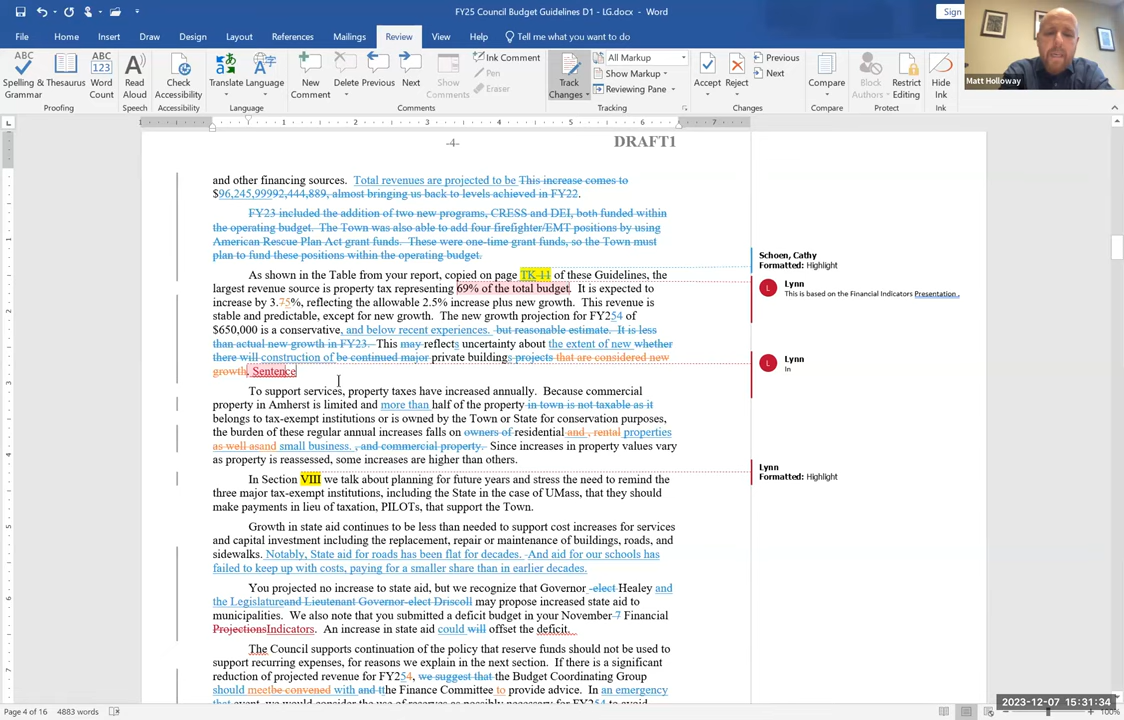 FY25 Council Budget Guidelines D1 - LG.docx - Word
Sign
File Home Insert Draw Design Layout References Mailings Review View Help Tell me what you want to do
Spelling & Grammar
Thesaurus
Word Count
Proofing
Read Aloud
Speech
Check Accessibility
Accessibility
Translate
Language
Language
New Comment
Delete
Previous
Next
Show Comments
Ink Comment
Pen
Eraser
Comments
Track Changes
All Markup
Show Markup
Reviewing Pane
Tracking
Accept
Reject
Previous
Next
Changes
Compare
Compare
Block Authors
Restrict Editing
Protect
Hide Ink
Ink
Matt Holloway
-4-
DRAFT1
and other financing sources. Total revenues are projected to be This increase comes to
$96,245,99992,444,889, almost bringing us back to levels achieved in FY22.
FY23 included the addition of two new programs, CRESS and DEI, both funded within
the operating budget. The Town was also able to add four firefighter/EMT positions by using
American Rescue Plan Act grant funds. These were one-time grant funds, so the Town must
plan to fund these positions within the operating budget.
As shown in the Table from your report, copied on page TK 11 of these Guidelines, the
largest revenue source is property tax representing 69% of the total budget. It is expected to
increase by 3.75%, reflecting the allowable 2.5% increase plus new growth. This revenue is
stable and predictable, except for new growth. The new growth projection for FY254 of
$650,000 is a conservative, and below recent experiences. but reasonable estimate. It is less
than actual new growth in FY23. This may reflects uncertainty about the extent of new whether
there will construction of be continued major private buildings projects that are considered new
growth. Sentence
To support services, property taxes have increased annually. Because commercial
property in Amherst is limited and more than half of the property in town is not taxable as it
belongs to tax-exempt institutions or is owned by the Town or State for conservation purposes,
the burden of these regular annual increases falls on owners of residential and , rental properties
as well asand small business. , and commercial property. Since increases in property values vary
as property is reassessed, some increases are higher than others.
In Section VIII we talk about planning for future years and stress the need to remind the
three major tax-exempt institutions, including the State in the case of UMass, that they should
make payments in lieu of taxation, PILOTs, that support the Town.
Growth in state aid continues to be less than needed to support cost increases for services
and capital investment including the replacement, repair or maintenance of buildings, roads, and
sidewalks. Notably, State aid for roads has been flat for decades. And aid for our schools has
failed to keep up with costs, paying for a smaller share than in earlier decades.
You projected no increase to state aid, but we recognize that Governor -elect Healey and
the Legislatureand Lieutenant Governor-elect Driscoll may propose increased state aid to
municipalities. We also note that you submitted a deficit budget in your November 7 Financial
ProjectionsIndicators. An increase in state aid could will offset the deficit.
The Council supports continuation of the policy that reserve funds should not be used to
support recurring expenses, for reasons we explain in the next section. If there is a significant
reduction of projected revenue for FY254, we suggest that the Budget Coordinating Group
should meetbe convened with and tthe Finance Committee to provide advice. In an emergency
that event, we would consider the use of reserves as possibly necessary for FY254 to avoid
Schoen, Cathy
Formatted: Highlight
L
Lynn
This is based on the Financial Indicators Presentation .
L
Lynn
In
Lynn
Formatted: Highlight
Page 4 of 16
4883 words
2023-12-07 15:31:34
100%